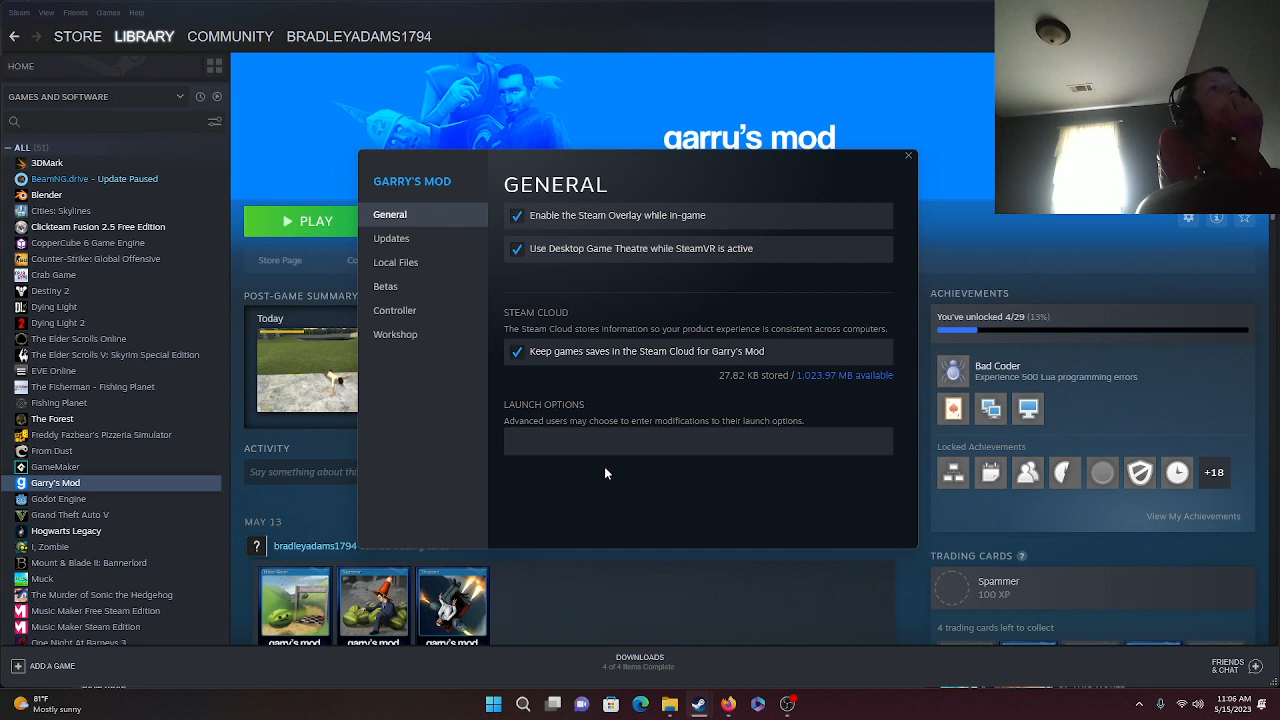 Steam View Friends Games Help
STORE LIBRARY COMMUNITY BRADLEYADAMS1794
HOME
GAMES AND SOFTWARE
ALL (51)
3DMark
BeamNG.drive - Update Paused
Blender
Cities: Skylines
Clickteam Fusion 2.5 Free Edition
CopperCube 6 Game Engine
Counter-Strike: Global Offensive
Crab Game
Destiny 2
Dying Light
Dying Light 2
The Elder Scrolls Online
The Elder Scrolls V: Skyrim Special Edition
EVE Online
The Fisherman - Fishing Planet
Fishing Planet
The Forest
Freddy Fazbear's Pizzeria Simulator
From Dust
GameMaker
Garry's Mod
Godot Engine
Grand Theft Auto V
Hogwarts Legacy
I, Zombie
Mount & Blade II: Bannerlord
Muck
The Murder of Sonic the Hedgehog
Music Maker Free Steam Edition
Music Maker Steam Edition
One Night At Barneys 3
ADD A GAME
garry's mod
PLAY
Store Page
POST-GAME SUMMARY
Today
ACTIVITY
Say something about this
MAY 13
bradleyadams1794
garry's mod garry's mod garry's mod
GARRY'S MOD
General
Updates
Local Files
Betas
Controller
Workshop
GENERAL
Enable the Steam Overlay while in-game
Use Desktop Game Theatre while SteamVR is active
STEAM CLOUD
The Steam Cloud stores information so your product experience is consistent across computers.
Keep games saves in the Steam Cloud for Garry's Mod
27.82 KB stored / 1,023.97 MB available
LAUNCH OPTIONS
Advanced users may choose to enter modifications to their launch options.
ACHIEVEMENTS
You've unlocked 4/29 (13%)
Bad Coder
Experience 500 Lua programming errors
Locked Achievements
+18
View My Achievements
TRADING CARDS ?
Spammer
100 XP
4 trading cards left to collect
DOWNLOADS
4 of 4 Items Complete
FRIENDS
& CHAT
81°F
Mostly sunny
11:06 AM
5/15/2023